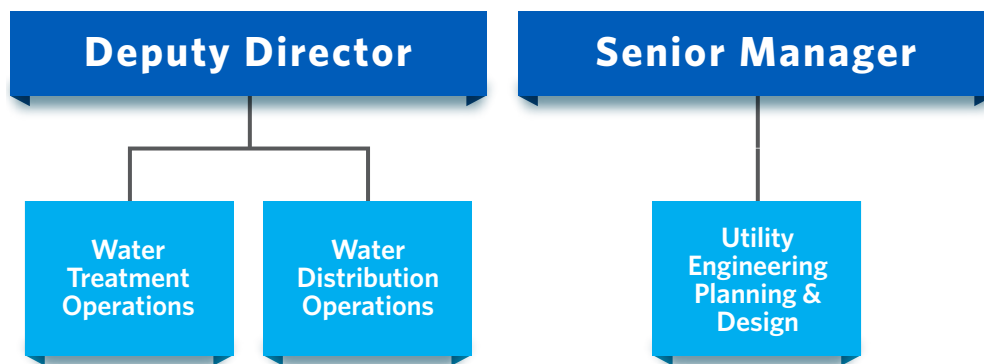 Deputy Director
Senior Manager
Water
Treatment
Operations
Water
Distribution
Operations
Utility
Engineering
Planning &
Design